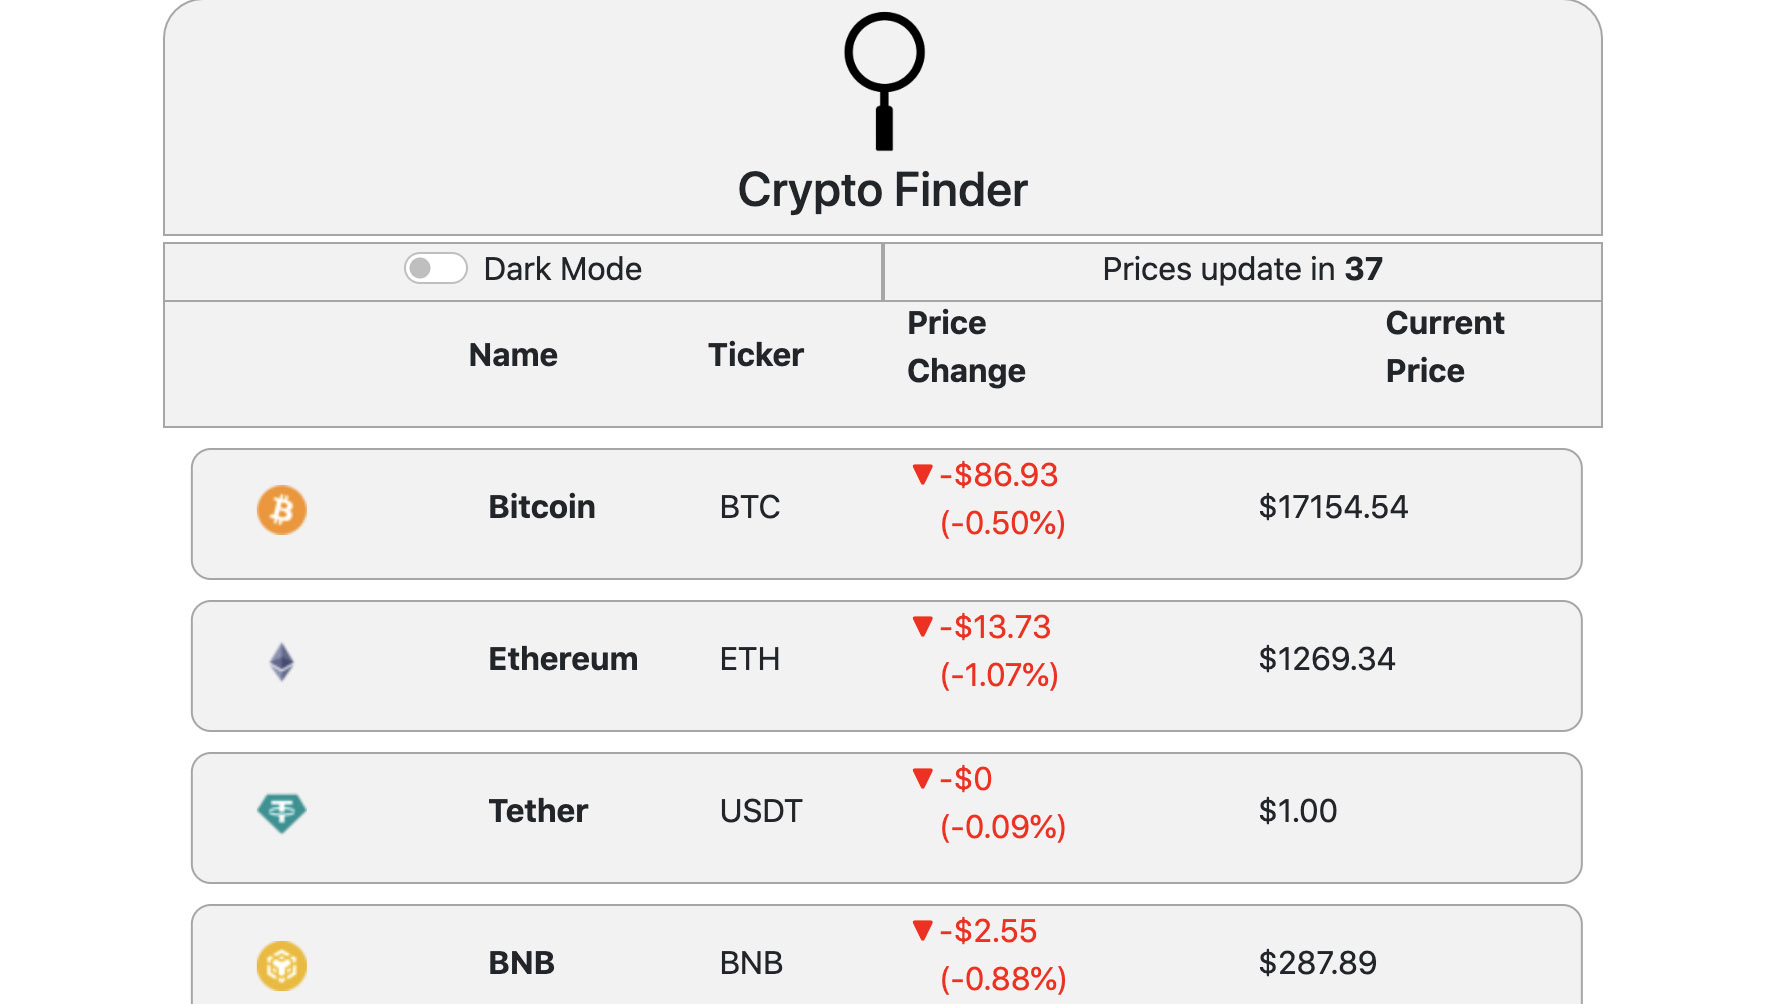 Crypto Finder
Dark Mode
Prices update in 37
Name Ticker Price Change Current Price
Bitcoin BTC ▼-$86.93 (-0.50%) $17154.54
Ethereum ETH ▼-$13.73 (-1.07%) $1269.34
Tether USDT ▼-$0 (-0.09%) $1.00
BNB BNB ▼-$2.55 (-0.88%) $287.89